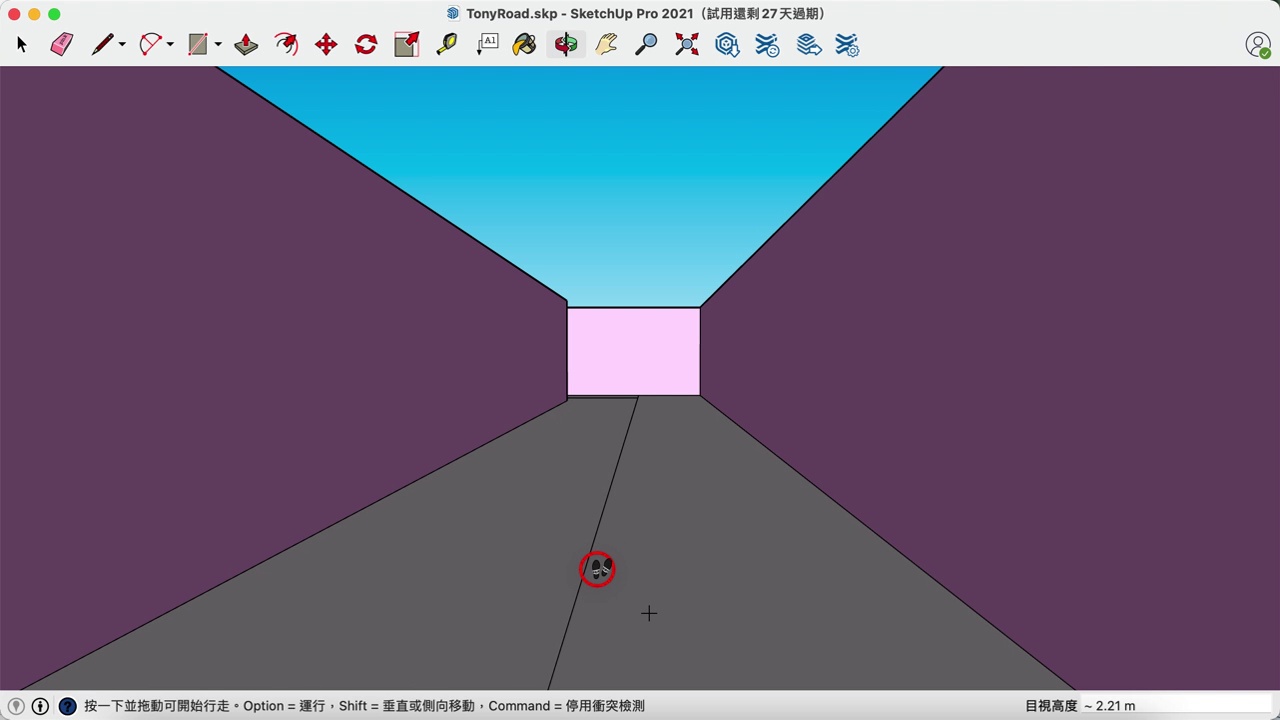 TonyRoad.skp - SketchUp Pro 2021（試用還剩 27 天過期）
A1
按一下並拖動可開始行走。Option = 運行，Shift = 垂直或側向移動，Command = 停用衝突檢測
目視高度 ~ 2.21 m